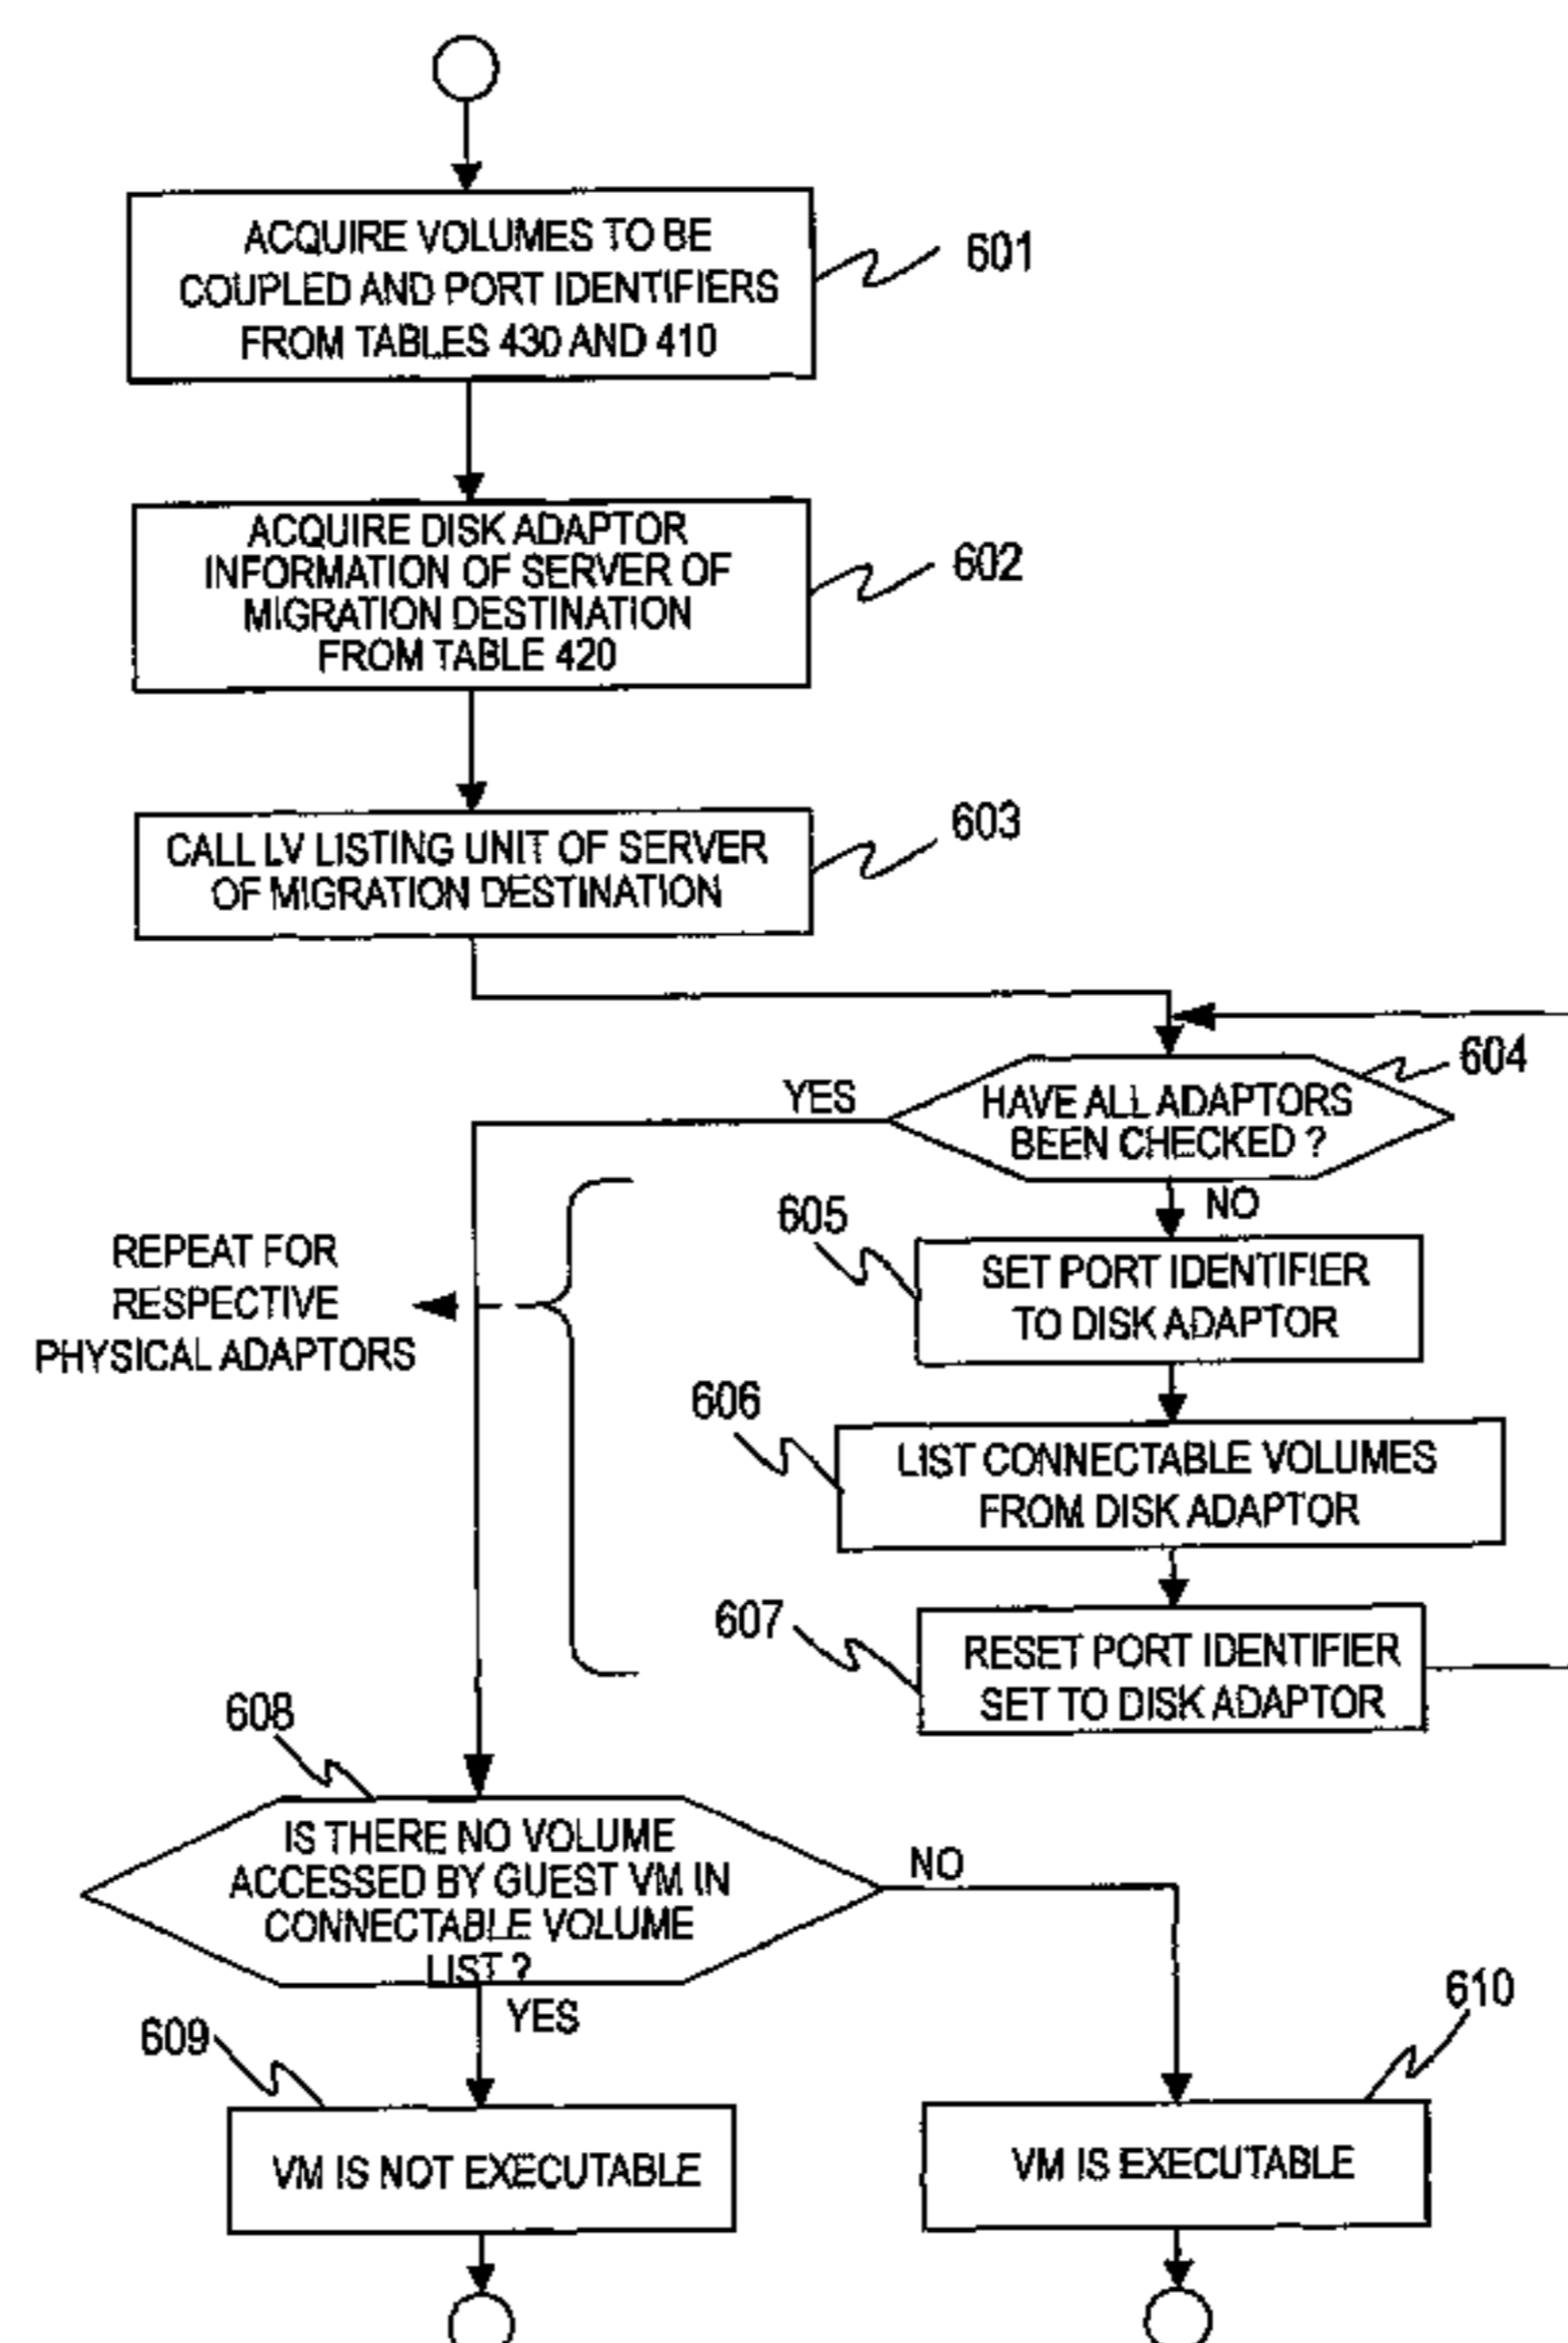 ACQUIRE VOLUMES TO BE
COUPLED AND PORT IDENTIFIERS
FROM TABLES 430 AND 410
601
ACQUIRE DISK ADAPTOR
INFORMATION OF SERVER OF
MIGRATION DESTINATION
FROM TABLE 420
602
CALL LV LISTING UNIT OF SERVER
OF MIGRATION DESTINATION
603
604
HAVE ALL ADAPTORS
BEEN CHECKED ?
YES
NO
605
SET PORT IDENTIFIER
TO DISK ADAPTOR
REPEAT FOR
RESPECTIVE
PHYSICAL ADAPTORS
606
LIST CONNECTABLE VOLUMES
FROM DISK ADAPTOR
607
RESET PORT IDENTIFIER
SET TO DISK ADAPTOR
608
IS THERE NO VOLUME
ACCESSED BY GUEST VM IN
CONNECTABLE VOLUME
LIST ?
NO
YES
609
VM IS NOT EXECUTABLE
610
VM IS EXECUTABLE